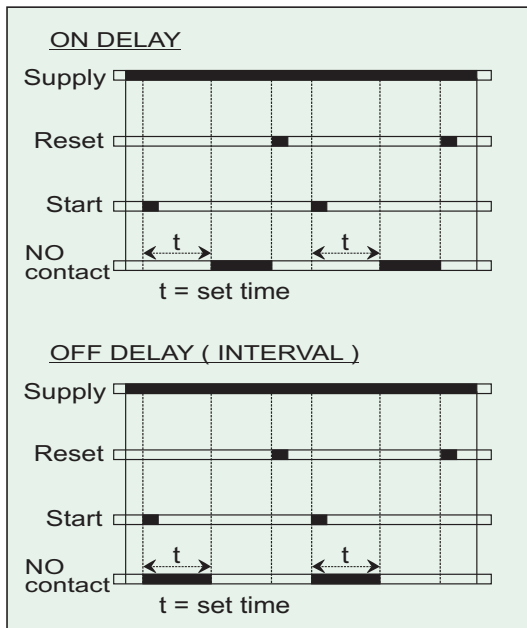 ON DELAY
Supply
Reset
Start
t t
NO
contact
t = set time
OFF DELAY ( INTERVAL )
Supply
Reset
Start
t t
NO
contact
t = set time